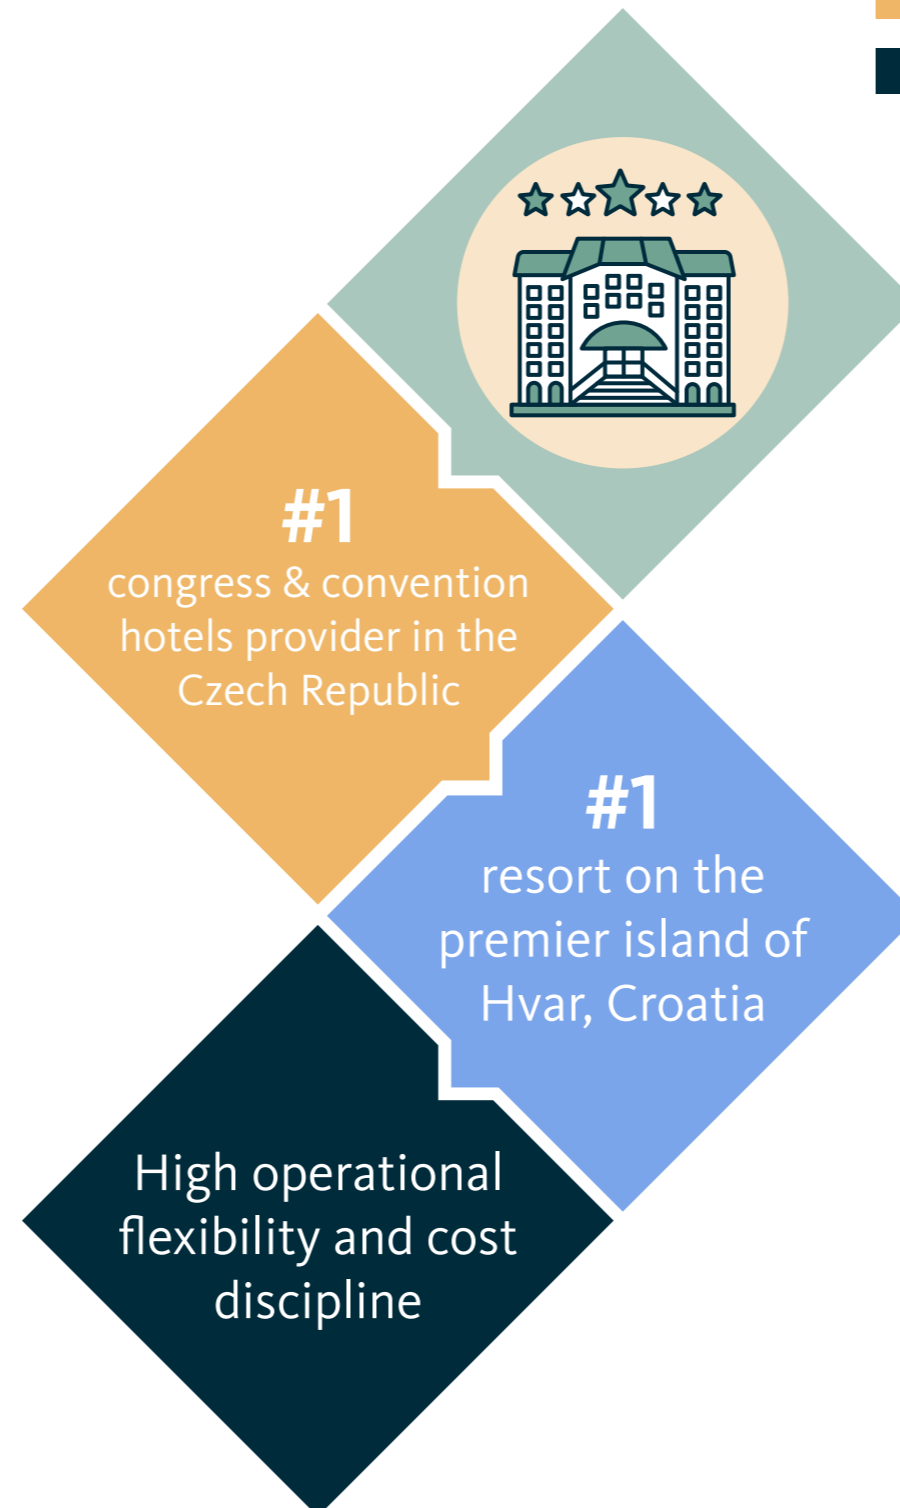 #1
congress & convention
hotels provider in the
Czech Republic
#1
resort on the
premier island of
Hvar, Croatia
High operational
flexibility and cost
discipline